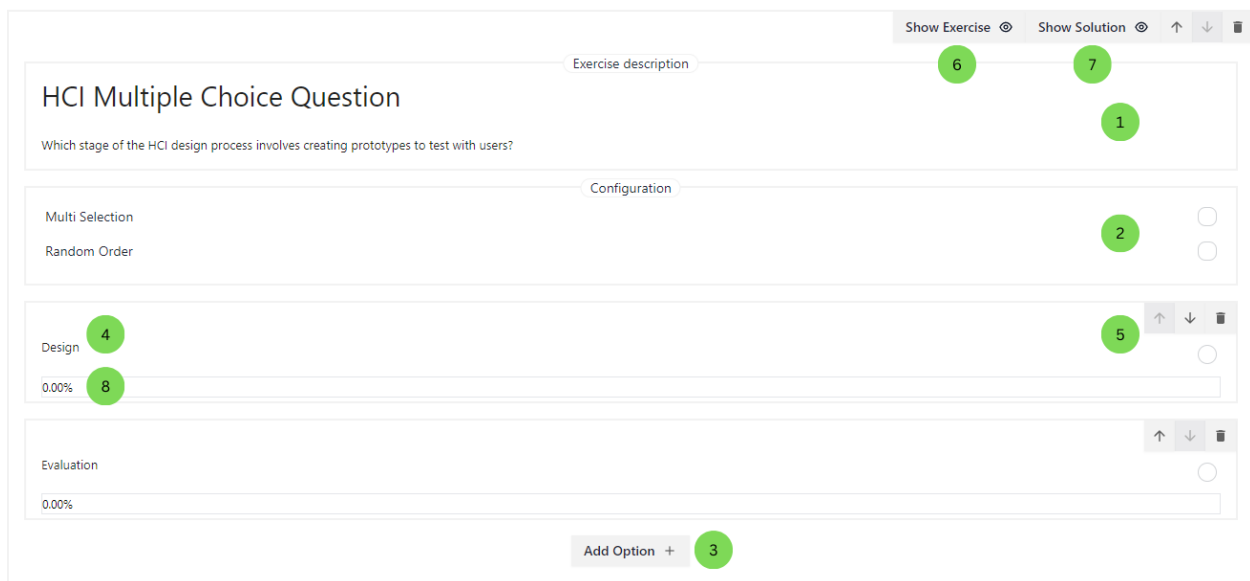 Show Exercise Show Solution
6 7
Exercise description
HCI Multiple Choice Question
1
Which stage of the HCI design process involves creating prototypes to test with users?
Configuration
Multi Selection
2
Random Order
4
5
Design
0.00% 8
Evaluation
0.00%
Add Option + 3